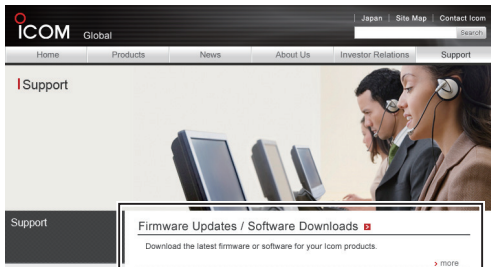 Japan | Site Map | Contact Icom
ICOM Global
Search
Home Products News About Us Investor Relations Support
Support
Support
Firmware Updates / Software Downloads
Download the latest firmware or software for your Icom products.
> more